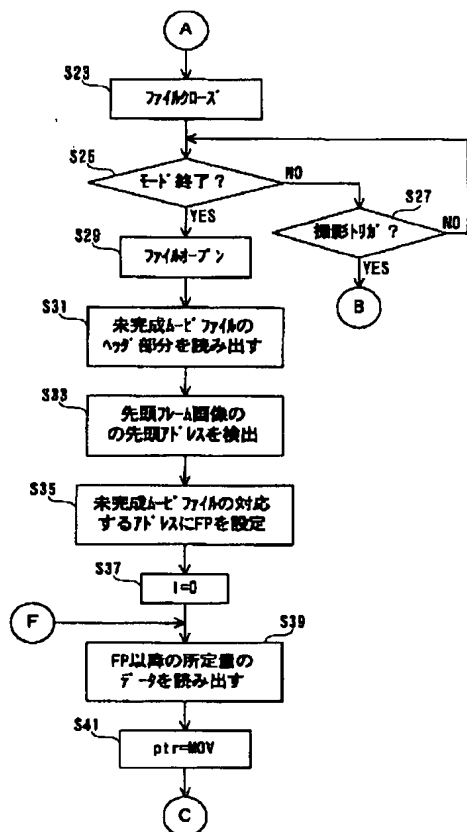 A
S23
ファイルクローズ
S25
モード終了？
NO
S27
YES
撮影トリガ？
NO
S29
ファイルオープン
YES
B
S31
未完成ムービファイルの
ヘッダ部分を読み出す
S33
先頭フレーム画像の
の先頭アドレスを検出
S35
未完成ムービファイルの対応
するアドレスにFPを設定
S37
I=0
F
S39
FP以降の所定量の
データを読み出す
S41
ptr=MOV
C